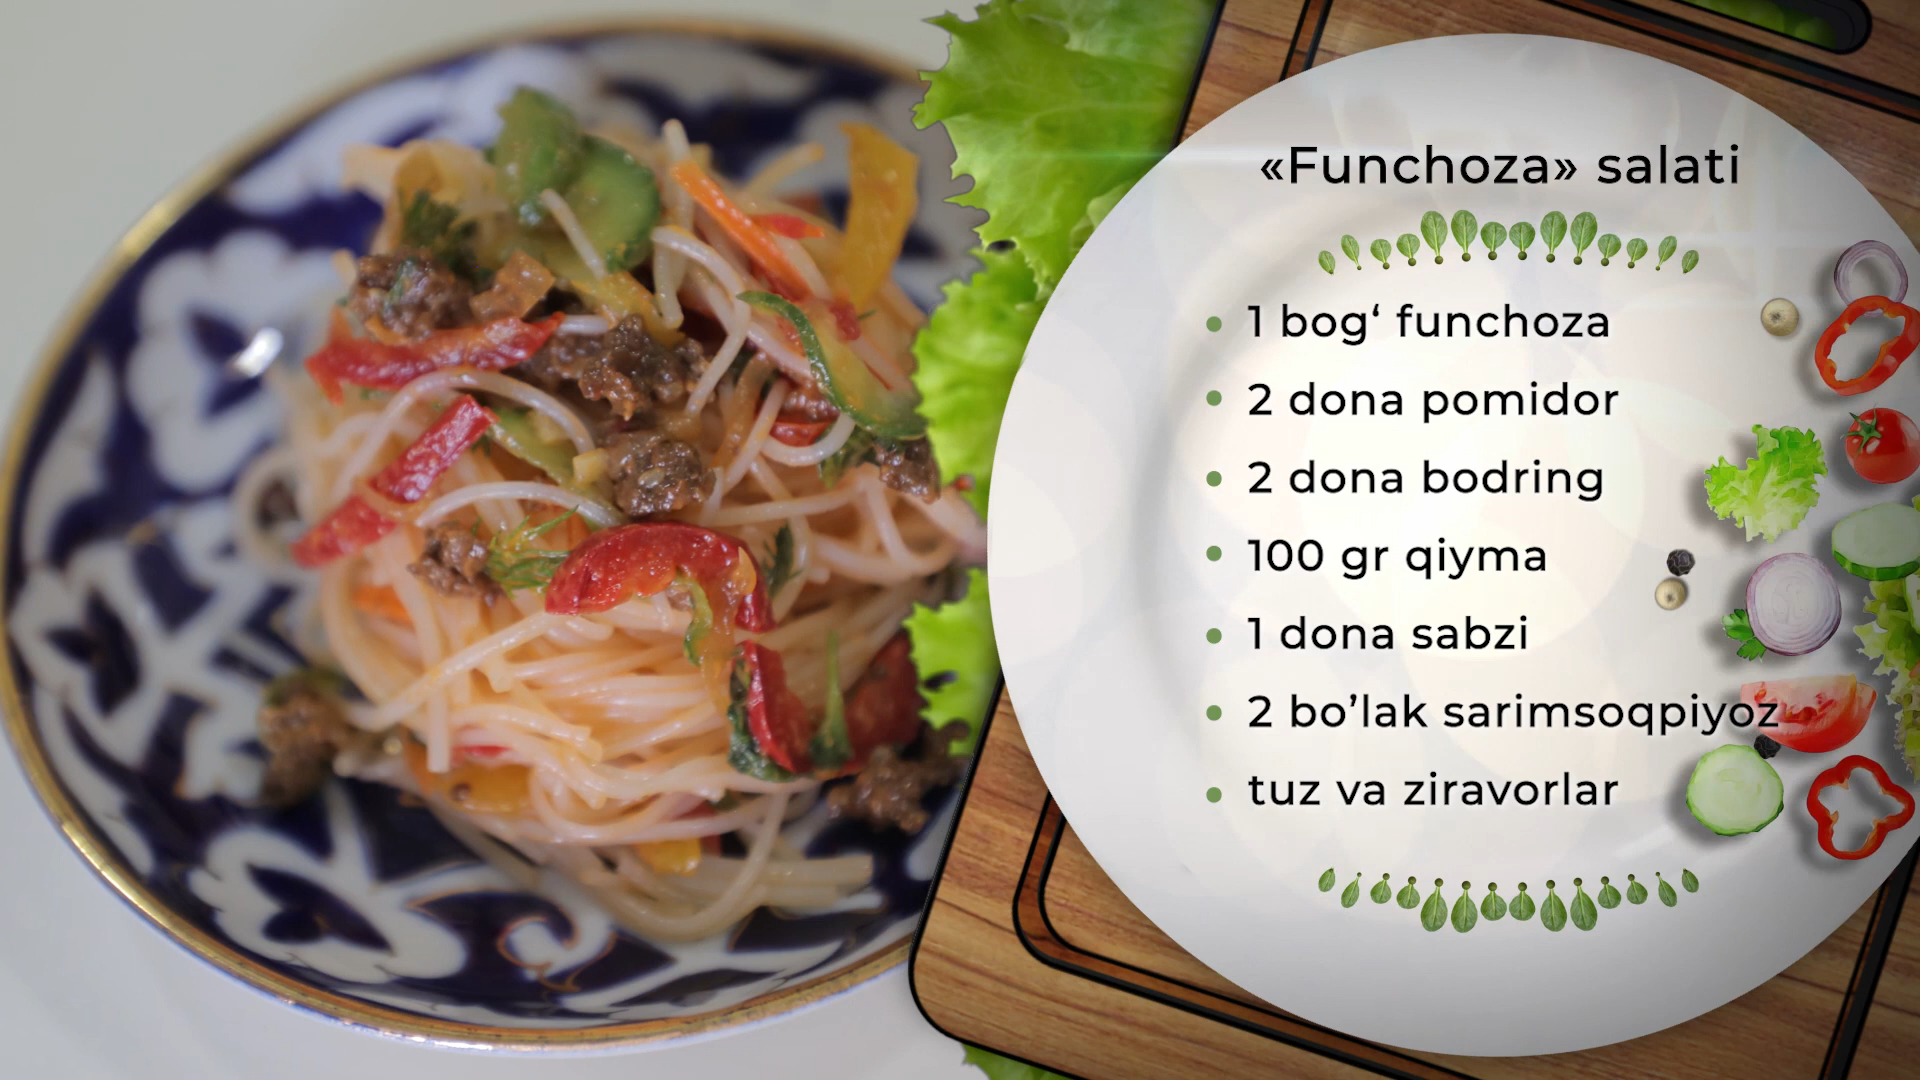 «Funchoza» salati
1 bog‘ funchoza
2 dona pomidor
2 dona bodring
100 gr qiyma
1 dona sabzi
2 bo’lak sarimsoqpiyoz
tuz va ziravorlar